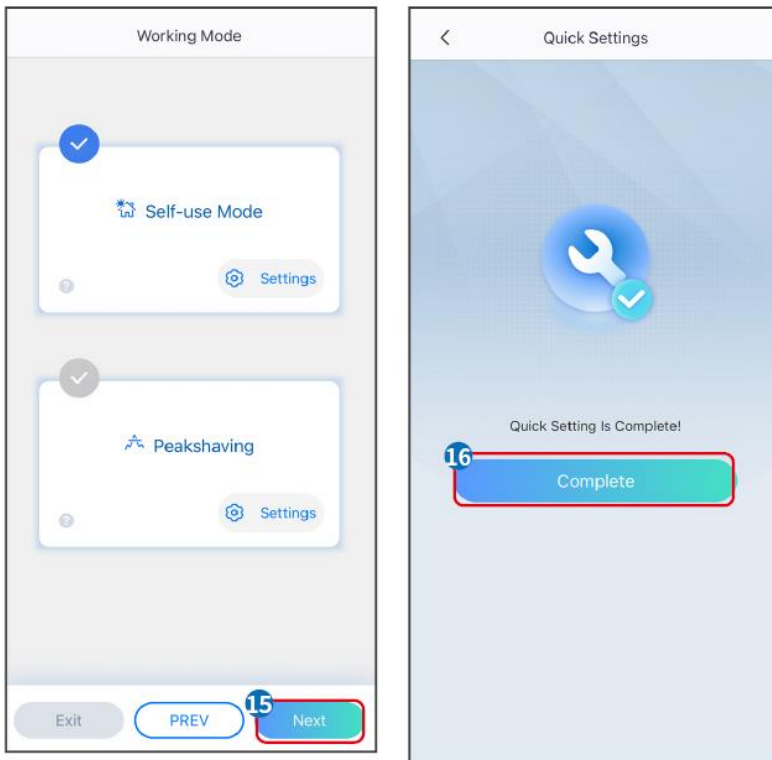 Working Mode
Self-use Mode
Settings
Peakshaving
Settings
Exit
PREV
15
Next
Quick Settings
Quick Setting Is Complete!
16
Complete